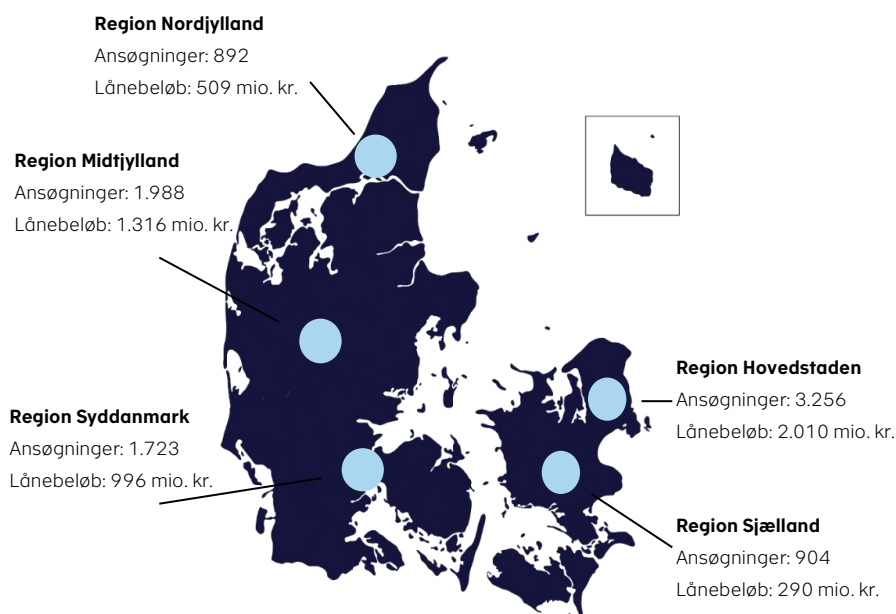 Region Nordjylland
Ansøgninger: 892
Lånebeløb: 509 mio. kr.
Region Midtjylland
Ansøgninger: 1.988
Lånebeløb: 1.316 mio. kr.
Region Hovedstaden
Ansøgninger: 3.256
Lånebeløb: 2.010 mio. kr.
Region Syddanmark
Ansøgninger: 1.723
Lånebeløb: 996 mio. kr.
Region Sjælland
Ansøgninger: 904
Lånebeløb: 290 mio. kr.